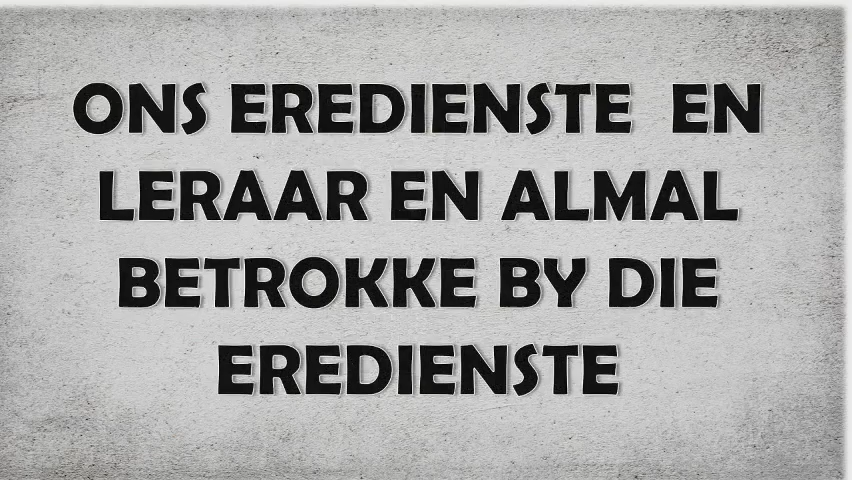 ONS EREDIENSTE  EN
LERAAR EN ALMAL
BETROKKE BY DIE
EREDIENSTE